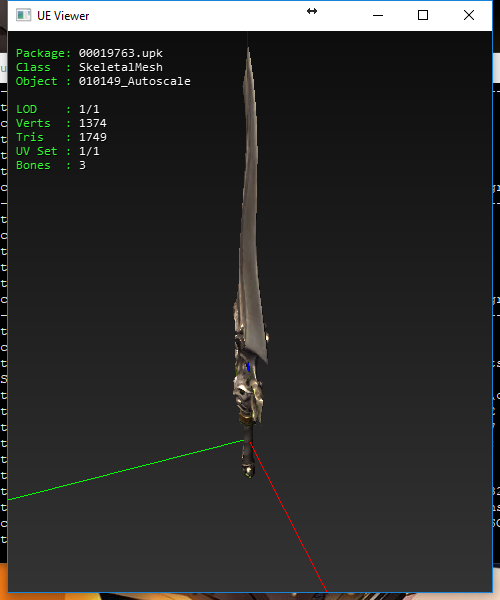 UE Viewer
Package: 00019763.upk
Class : SkeletalMesh
Object : 010149_Autoscale
LOD : 1/1
Verts : 1374
Tris : 1749
UV Set : 1/1
Bones : 3